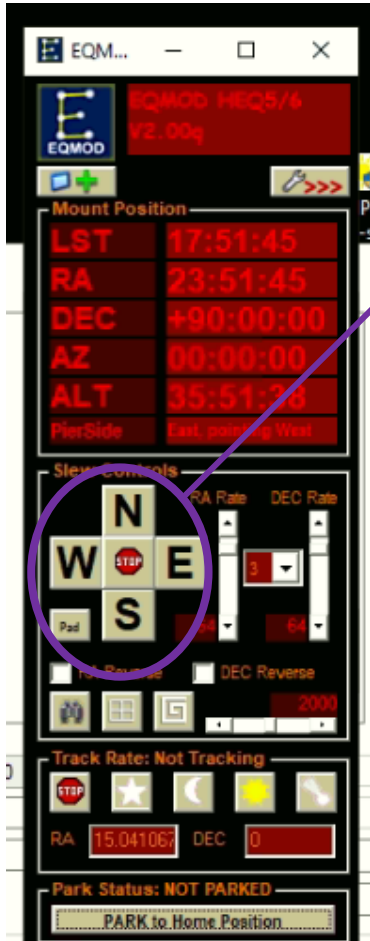 EQM...
EQMOD HEQ5/6
V2.00q
EQMOD
>>>
Mount Position
LST 17:51:45
RA 23:51:45
DEC +90:00:00
AZ 00:00:00
ALT 35:51:38
PierSide East, pointing West
Slew Controls
N RA Rate DEC Rate
W STOP E 3
Pad S 64 64
RA Reverse DEC Reverse
2000
Track Rate: Not Tracking
STOP
RA 15.041067 DEC 0
Park Status: NOT PARKED
PARK to Home Position